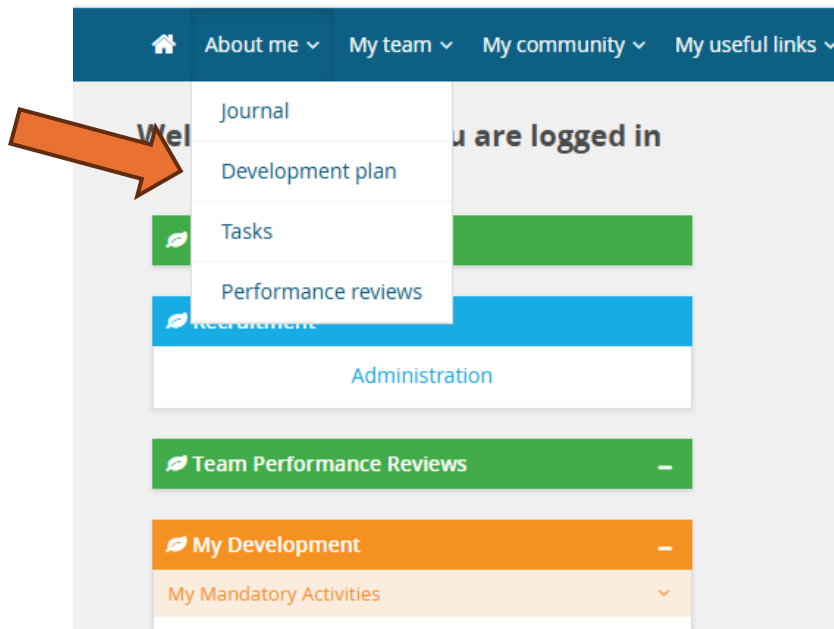 About me My team My community My useful links
Journal
Wel u are logged in
Development plan
Tasks
Performance reviews
Recruitment
Administration
Team Performance Reviews
My Development
My Mandatory Activities